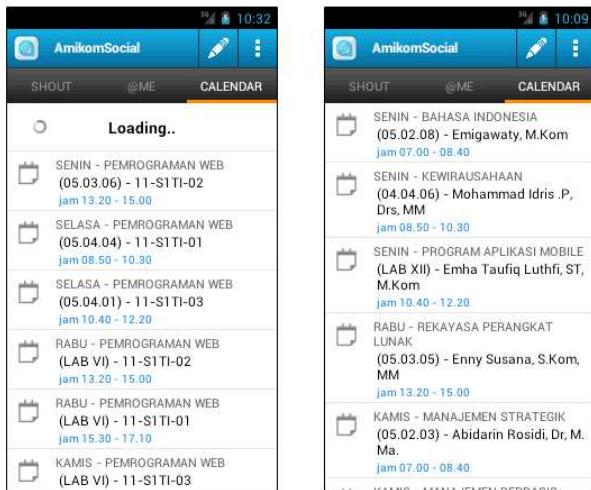 3G 10:32
AmikomSocial
SHOUT @ME CALENDAR
Loading..
SENIN - PEMROGRAMAN WEB
(05.03.06) - 11-S1TI-02
jam 13.20 - 15.00
SELASA - PEMROGRAMAN WEB
(05.04.04) - 11-S1TI-01
jam 08.50 - 10.30
SELASA - PEMROGRAMAN WEB
(05.04.01) - 11-S1TI-03
jam 10.40 - 12.20
RABU - PEMROGRAMAN WEB
(LAB VI) - 11-S1TI-02
jam 13.20 - 15.00
RABU - PEMROGRAMAN WEB
(LAB VI) - 11-S1TI-01
jam 15.30 - 17.10
KAMIS - PEMROGRAMAN WEB
(LAB VI) - 11-S1TI-03
3G 10:09
AmikomSocial
SHOUT @ME CALENDAR
SENIN - BAHASA INDONESIA
(05.02.08) - Emigawaty, M.Kom
jam 07.00 - 08.40
SENIN - KEWIRAUSAHAAN
(04.04.06) - Mohammad Idris .P,
Drs, MM
jam 08.50 - 10.30
SENIN - PROGRAM APLIKASI MOBILE
(LAB XII) - Emha Taufiq Luthfi, ST,
M.Kom
jam 10.40 - 12.20
RABU - REKAYASA PERANGKAT
LUNAK
(05.03.05) - Enny Susana, S.Kom,
MM
jam 13.20 - 15.00
KAMIS - MANAJEMEN STRATEGIK
(05.02.03) - Abidarin Rosidi, Dr, M.
Ma.
jam 07.00 - 08.40